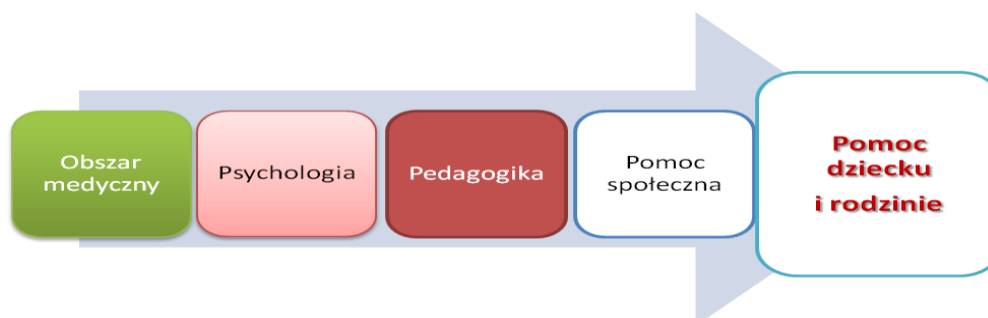 Obszar
medyczny
Psychologia
Pedagogika
Pomoc
społeczna
Pomoc
dziecku
i rodzinie